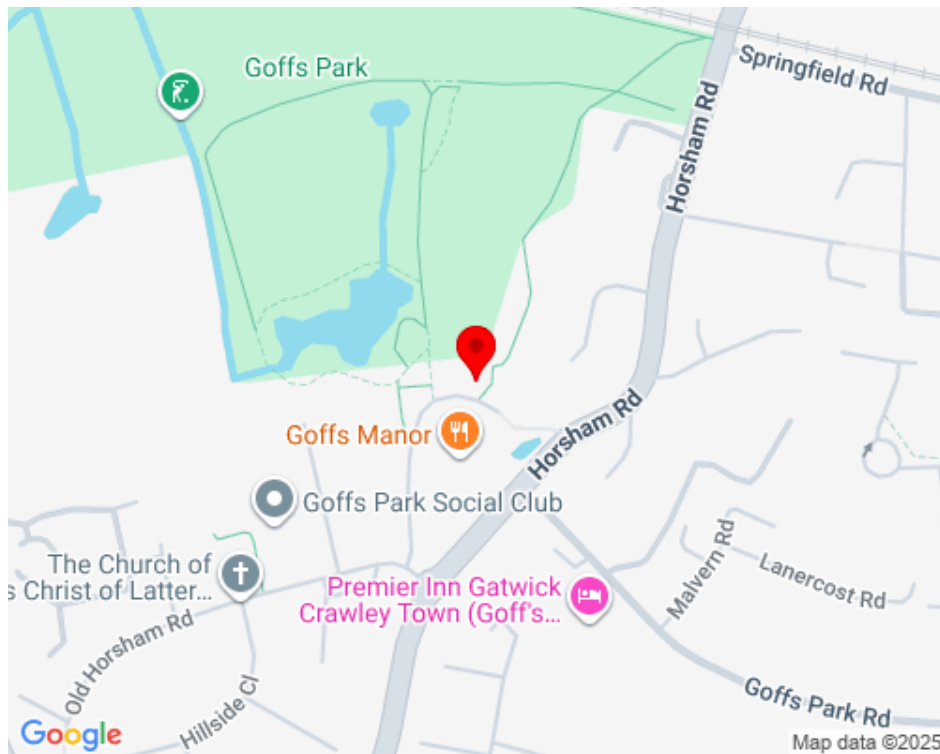 Goffs Park
Springfield Rd
Horsham Rd
Horsham Rd
Goffs Manor
Goffs Park Social Club
The Church of
s Christ of Latter...
Premier Inn Gatwick
Crawley Town (Goff's...
Malvern Rd
Lanercost Rd
Old Horsham Rd
Hillside Cl
Goffs Park Rd
Google
Map data ©2025